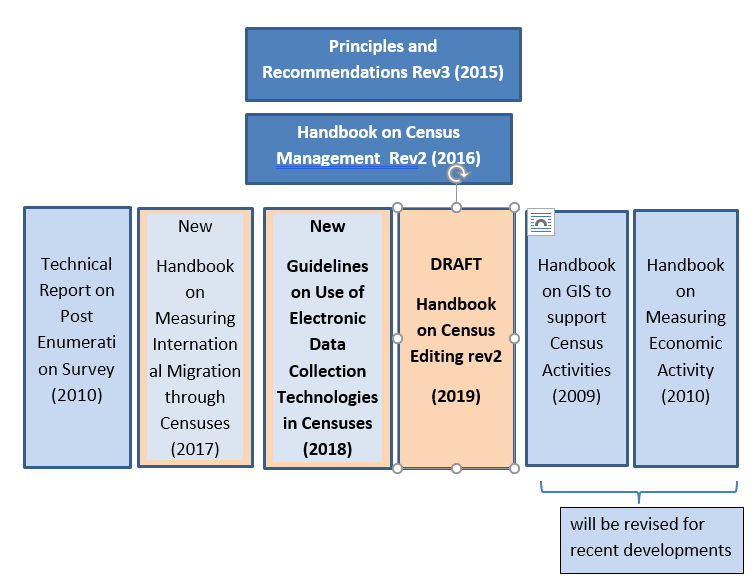 Principles and
Recommendations Rev3 (2015)
Handbook on Census
Management  Rev2 (2016)
Technical
Report on
Post
Enumerati
on Survey
(2010)
New
Handbook
on
Measuring
Internation
al Migration
through
Censuses
(2017)
New
Guidelines
on Use of
Electronic
Data
Collection
Technologies
in Censuses
(2018)
DRAFT
Handbook
on Census
Editing rev2
(2019)
Handbook
on GIS to
support
Census
Activities
(2009)
Handbook
on
Measuring
Economic
Activity
(2010)
will be revised for
recent developments